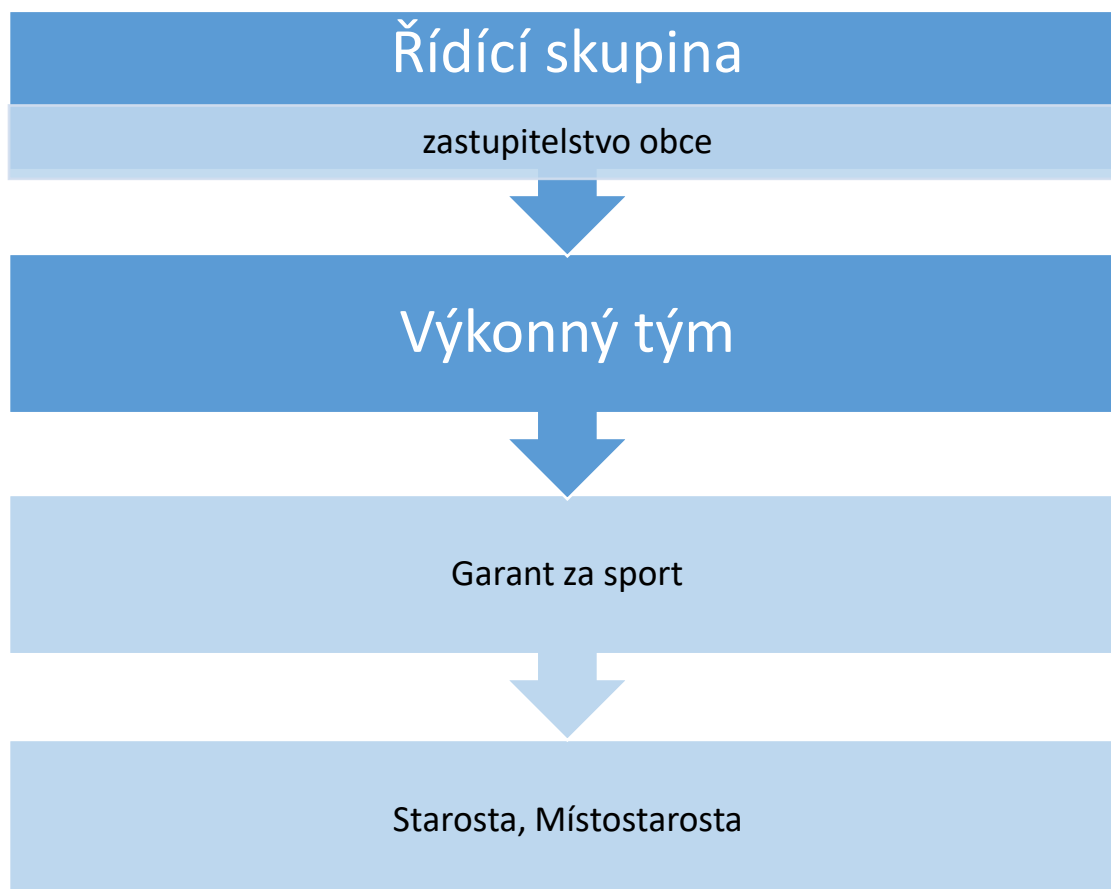 Řídící skupina
zastupitelstvo obce
Výkonný tým
Garant za sport
Starosta, Místostarosta